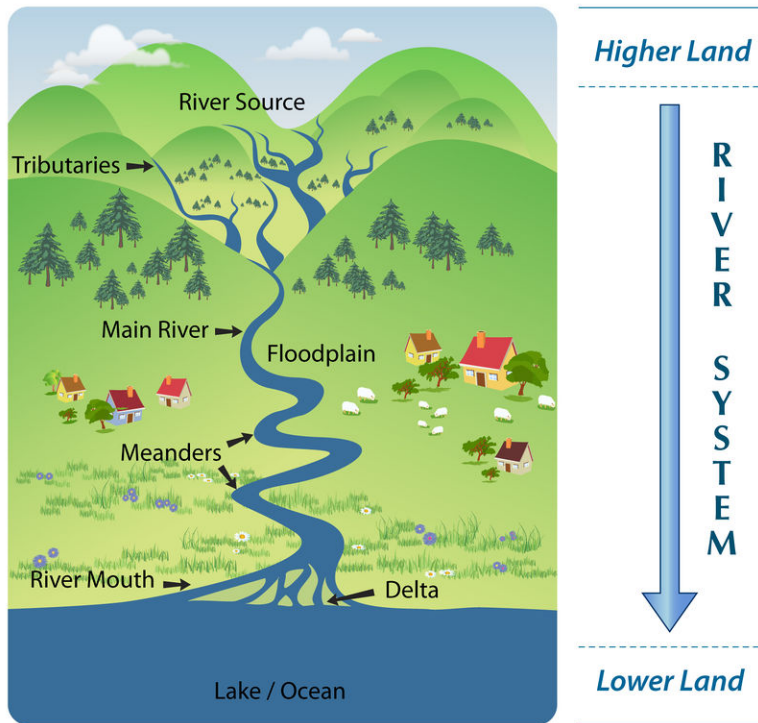 Higher Land
River Source
Tributaries
RIVER SYSTEM
Main River
Floodplain
Meanders
River Mouth
Delta
Lake / Ocean
Lower Land